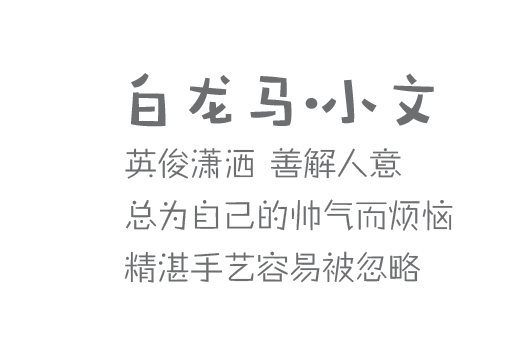 白龙马·小文
英俊潇洒 善解人意
总为自己的帅气而烦恼
精湛手艺容易被忽略